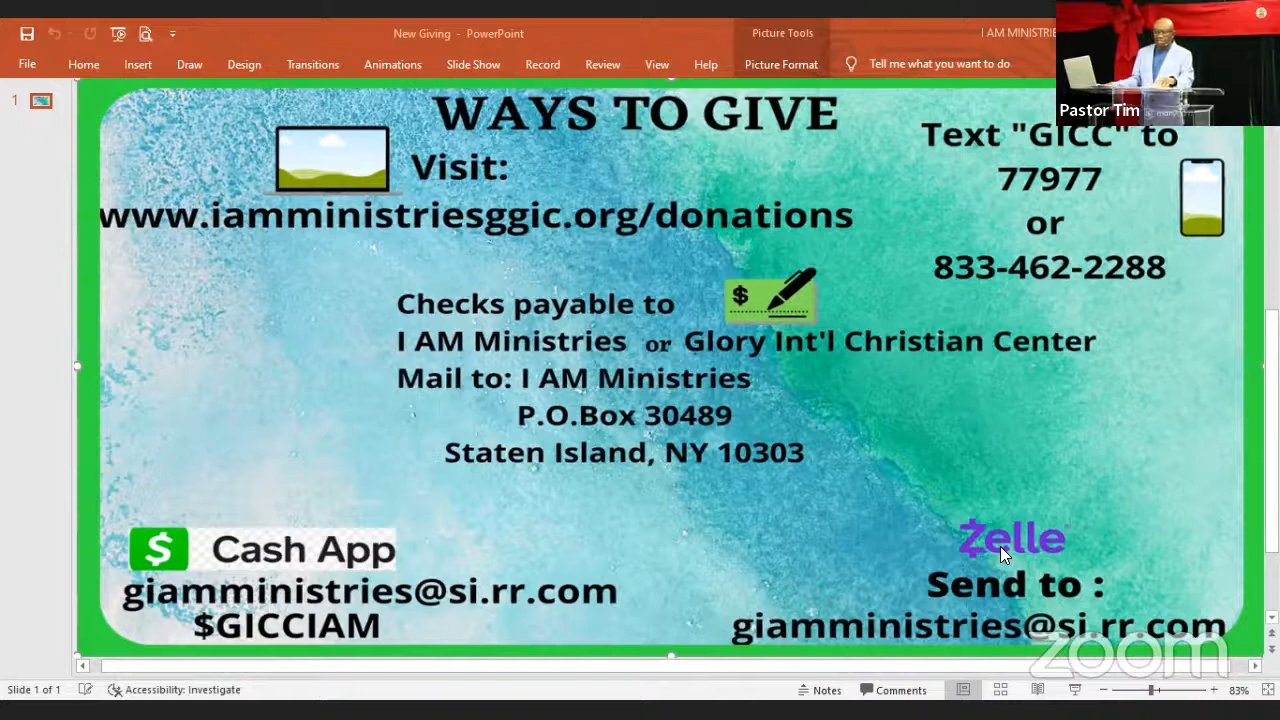 New Giving - PowerPoint
Picture Tools
I AM MINISTRIE
File Home Insert Draw Design Transitions Animations Slide Show Record Review View Help Picture Format Tell me what you want to do
Pastor Tim
1
WAYS TO GIVE
Visit:
www.iamministriesggic.org/donations
Text "GICC" to
77977
or
833-462-2288
$
Checks payable to
I AM Ministries or Glory Int'l Christian Center
Mail to: I AM Ministries
P.O.Box 30489
Staten Island, NY 10303
$ Cash App
giamministries@si.rr.com
$GICCIAM
Zelle
Send to :
giamministries@si.rr.com
zoom
Slide 1 of 1 Accessibility: Investigate Notes Comments 83%